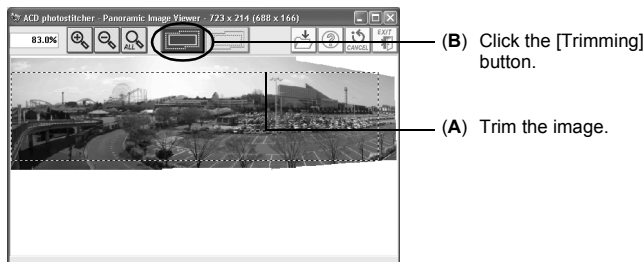 ACD photostitcher - Panoramic Image Viewer - 723 x 214 (688 x 166)
83.0%
ALL
CANCEL
EXIT
(B) Click the [Trimming]
button.
(A) Trim the image.